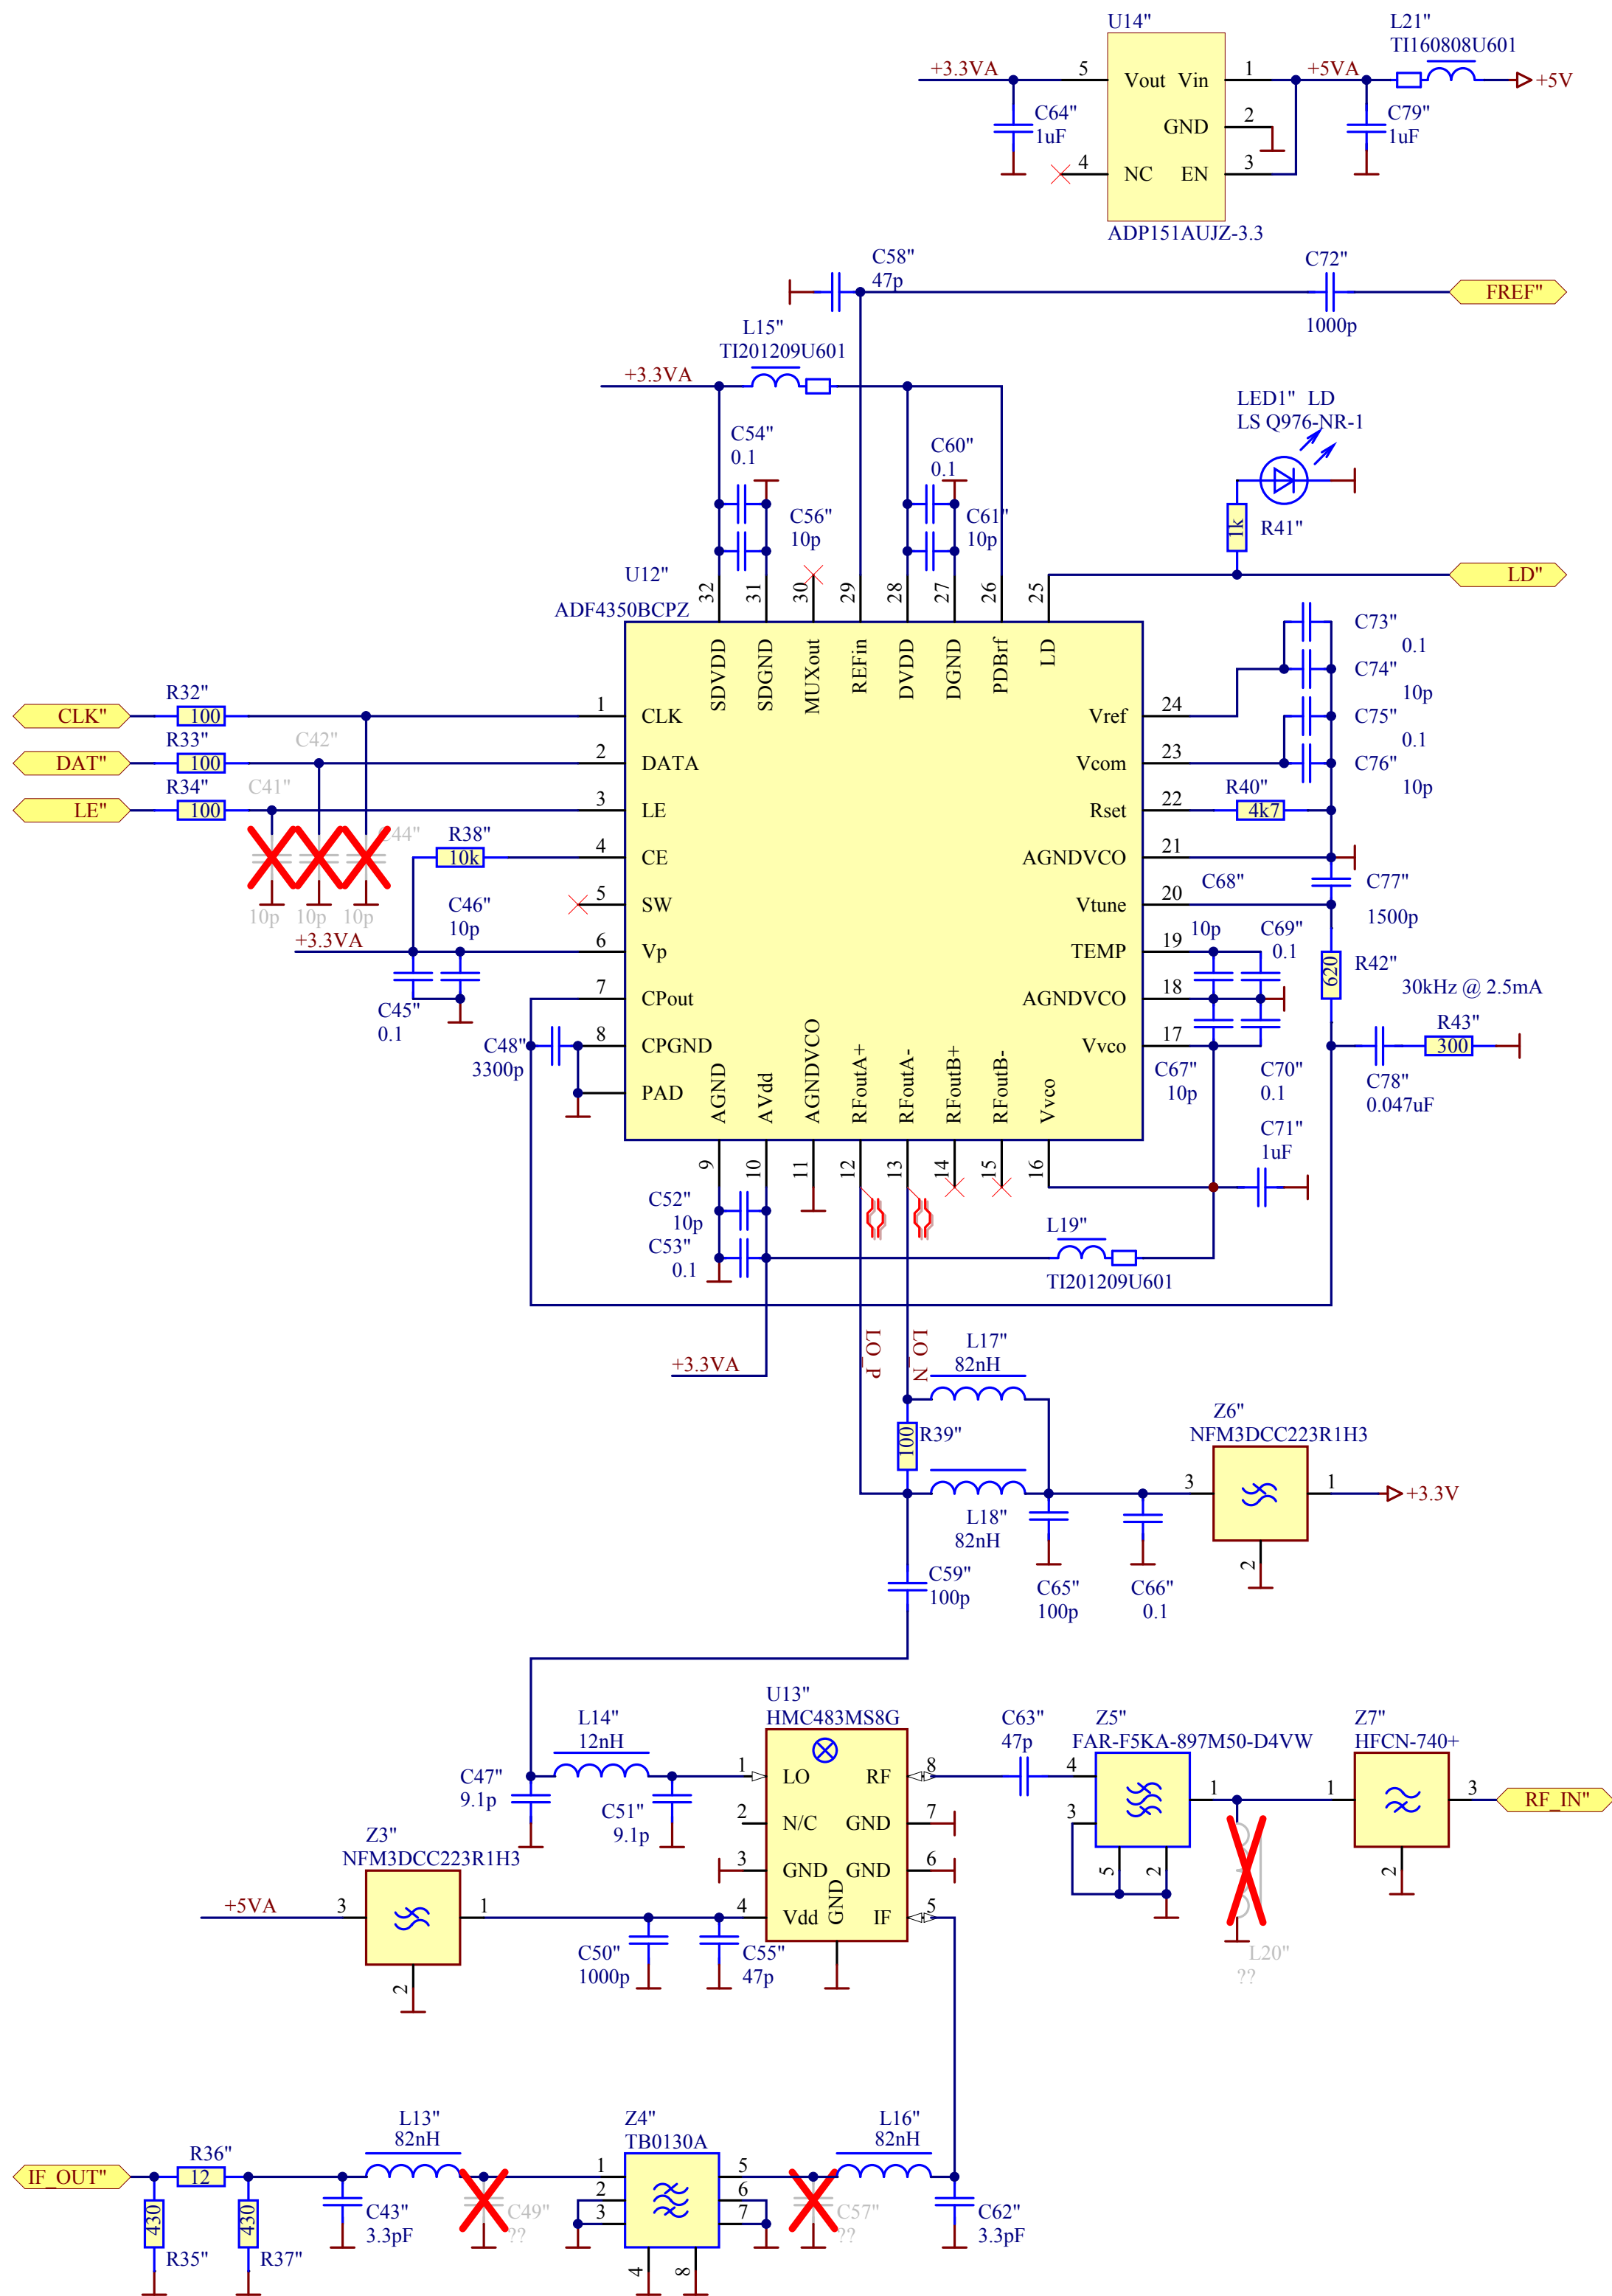 U14"
L21"
TI160808U601
+3.3VA
5
Vout
Vin
1
+5VA
+5V
C64"
1uF
GND
2
C79"
1uF
4
NC
EN
3
ADP151AUJZ-3.3
C58"
47p
C72"
1000p
FREF"
L15"
TI201209U601
+3.3VA
LED1"
LD
LS Q976-NR-1
C54"
0.1
C60"
0.1
C56"
10p
C61"
10p
1k
R41"
LD"
U12"
ADF4350BCPZ
32
31
30
29
28
27
26
25
SDVDD
SDGND
MUXout
REFin
DVDD
DGND
PDBrf
LD
C73"
0.1
C74"
10p
C75"
0.1
C76"
10p
CLK"
R32"
100
1
CLK
Vref
24
DAT"
R33"
100
C42"
2
DATA
Vcom
23
LE"
R34"
100
C41"
3
LE
Rset
22
R40"
4k7
C44"
10p
10p
10p
R38"
10k
4
CE
AGNDVCO
21
C68"
10p
C77"
1500p
5
SW
Vtune
20
C46"
10p
+3.3VA
6
Vp
TEMP
19
C69"
0.1
620
R42"
30kHz @ 2.5mA
C45"
0.1
7
CPout
AGNDVCO
18
C48"
3300p
8
CPGND
Vvco
17
C67"
10p
C70"
0.1
R43"
300
C78"
0.047uF
PAD
AGND
AVdd
AGNDVCO
RFoutA+
RFoutA-
RFoutB+
RFoutB-
Vvco
9
10
11
12
13
14
15
16
C71"
1uF
C52"
10p
C53"
0.1
L19"
TI201209U601
+3.3VA
LO_P
LO_N
L17"
82nH
100
R39"
L18"
82nH
Z6"
NFM3DCC223R1H3
3
1
2
+3.3V
C59"
100p
C65"
100p
C66"
0.1
U13"
HMC483MS8G
L14"
12nH
C47"
9.1p
C51"
9.1p
1
LO
RF
8
2
N/C
GND
7
3
GND
GND
6
4
Vdd
GND
IF
5
C63"
47p
Z5"
FAR-F5KA-897M50-D4VW
4
3
5
2
1
Z7"
HFCN-740+
1
3
2
RF_IN"
L20"
??
Z3"
NFM3DCC223R1H3
+5VA
3
1
2
C50"
1000p
C55"
47p
IF_OUT"
R36"
12
430
R35"
430
R37"
L13"
82nH
C43"
3.3pF
C49"
??
Z4"
TB0130A
1
2
3
4
5
6
7
8
C57"
??
L16"
82nH
C62"
3.3pF